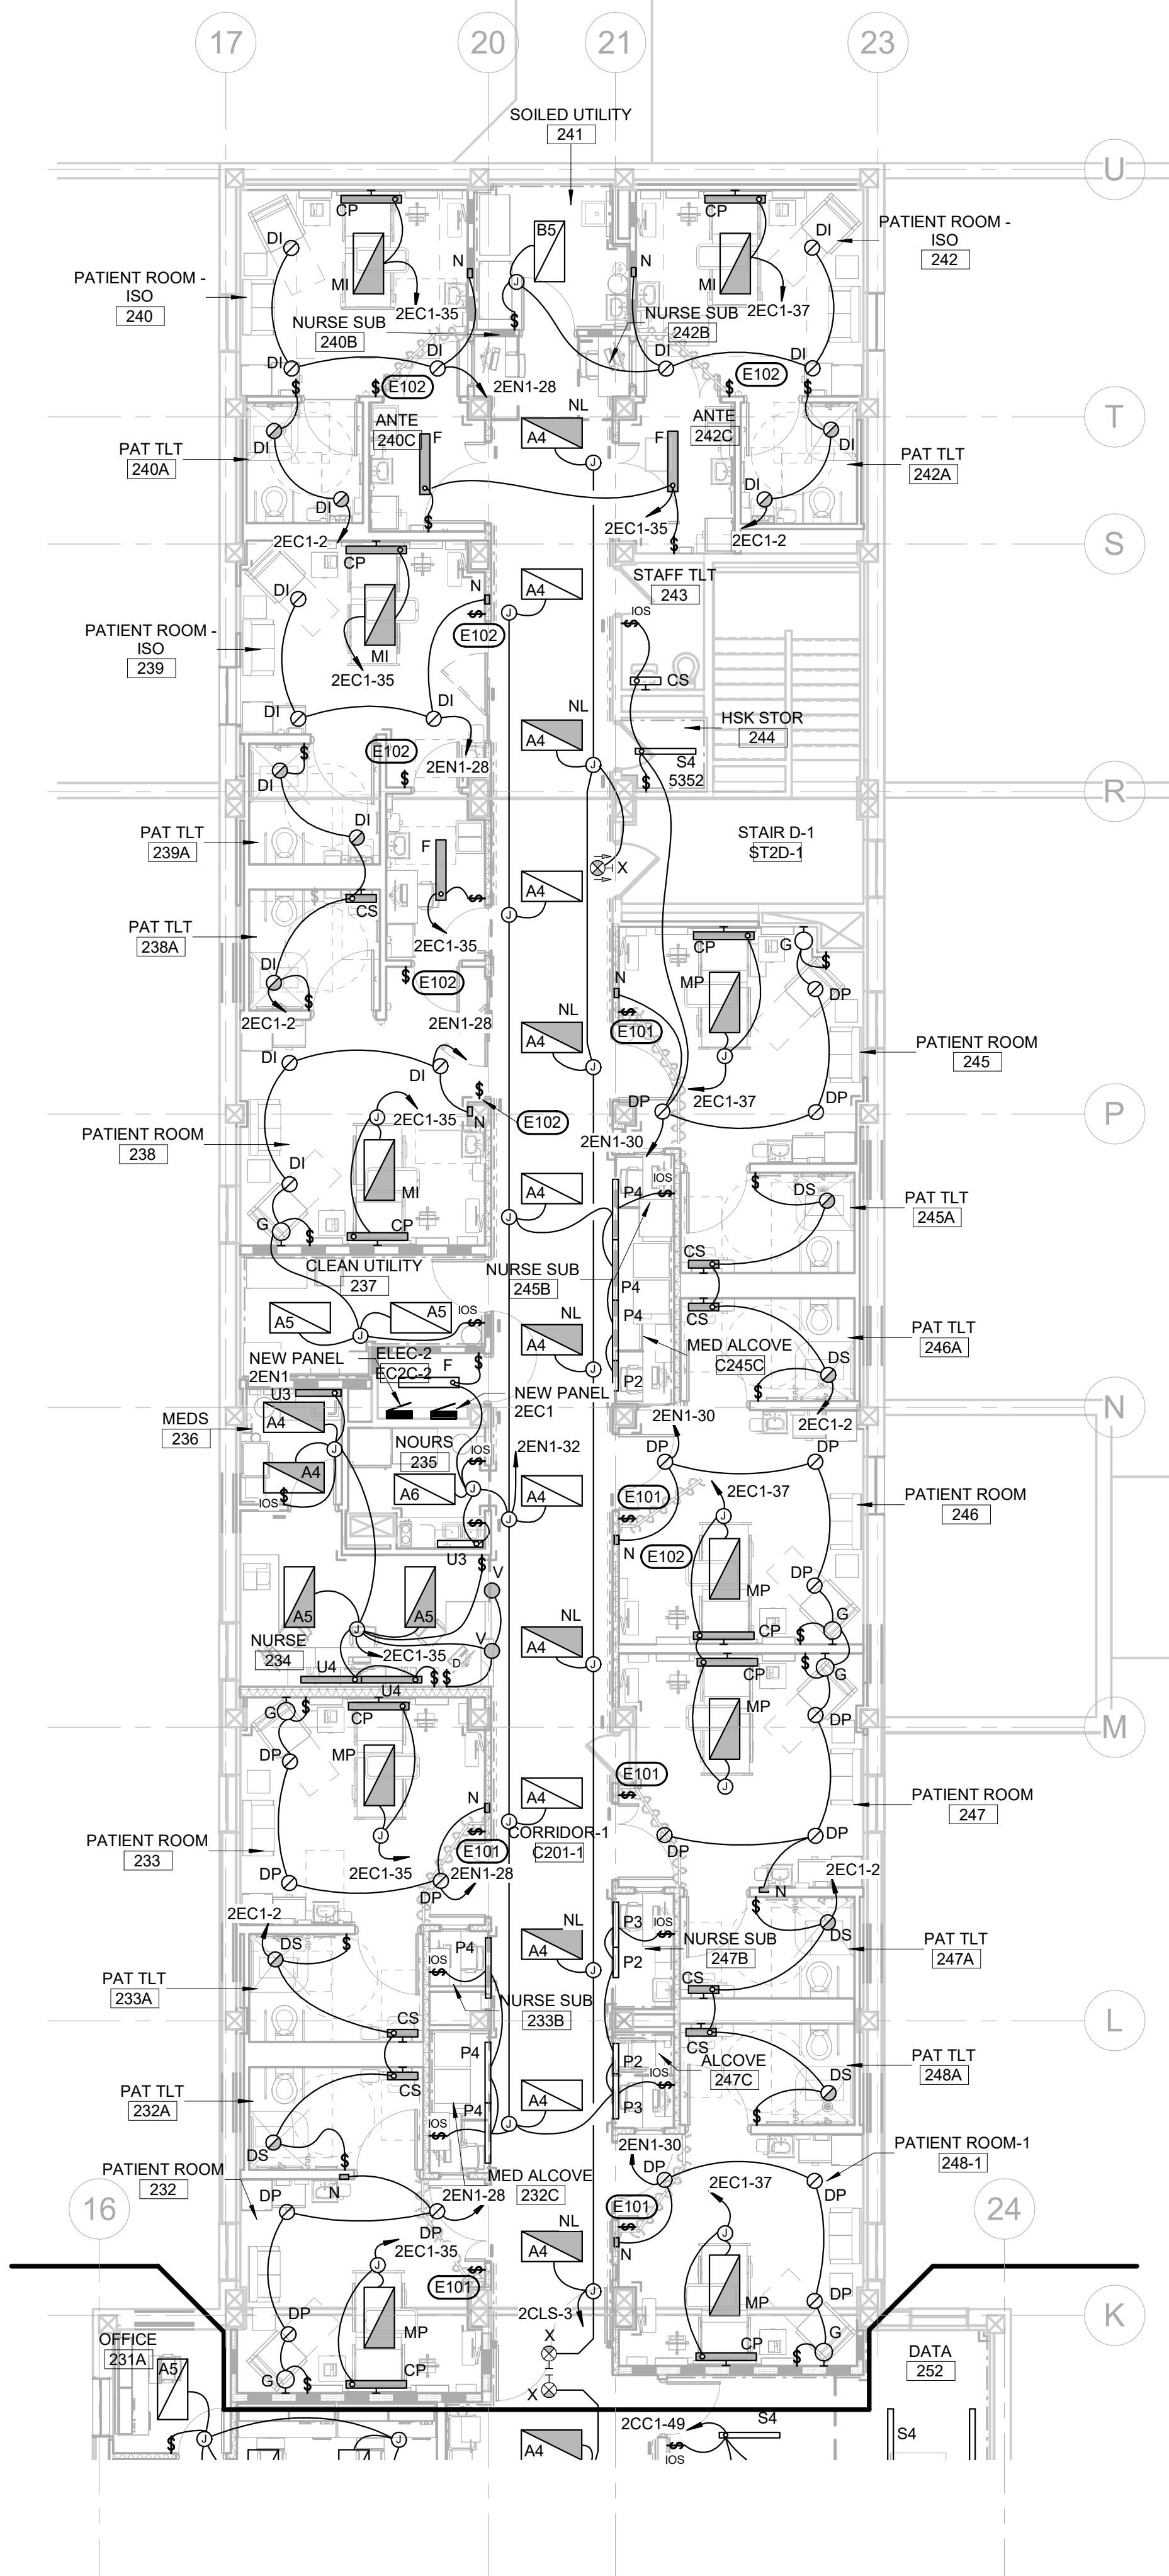 17
20
21
23
SOILED UTILITY
241
U
CP
B5
CP
DI
DI
PATIENT ROOM -
ISO
242
N
N
PATIENT ROOM -
ISO
240
MI
J
MI
2EC1-35
2EC1-37
NURSE SUB
240B
NURSE SUB
242B
$
DI
DI
DI
DI
$
$
E102
2EN1-28
$
E102
$
NL
T
ANTE
240C
F
A4
ANTE
242C
F
DI
DI
PAT TLT
240A
J
PAT TLT
242A
DI
DI
$
2EC1-35
2EC1-2
2EC1-2
$
S
CP
STAFF TLT
243
DI
N
A4
IOS
$
J
$
PATIENT ROOM -
ISO
239
E102
MI
2EC1-35
CS
DI
DI
NL
HSK STOR
244
A4
E102
$
S4
5352
2EN1-28
J
DI
$
$
R
DI
STAIR D-1
ST2D-1
PAT TLT
239A
F
X
A4
CS
$
J
PAT TLT
238A
2EC1-35
CP
G
$
DI
$
E102
N
MP
DP
$
2EC1-2
2EN1-28
NL
$
E101
A4
DI
DI
J
J
PATIENT ROOM
245
2EC1-37
$
2EC1-35
J
N
E102
DP
DP
P
PATIENT ROOM
238
2EN1-30
DI
MI
A4
P4
IOS
$
$
DS
PAT TLT
245A
G
$
CP
J
CLEAN UTILITY
237
NURSE SUB
245B
CS
P4
A5
A5
IOS
$
NL
P4
CS
J
A4
MED ALCOVE
C245C
PAT TLT
246A
NEW PANEL
2EN1
ELEC-2
EC2C-2
F
$
J
P2
DS
$
U3
NEW PANEL
2EC1
N
MEDS
236
A4
2EN1-30
2EC1-2
NOURS
235
J
IOS
$
2EN1-32
DP
DP
A4
IOS
$
A6
J
A4
2EC1-37
E101
J
PATIENT ROOM
246
$
J
$
U3
N
E102
$
V
DP
MP
A5
A5
NL
G
J
V
A4
$
CP
NURSE
234
2EC1-35
J
CP
$
G
U4
$
$
D
U4
G
$
CP
MP
DP
M
DP
MP
E101
J
N
A4
$
PATIENT ROOM
247
J
$
J
CORRIDOR-1
C201-1
PATIENT ROOM
233
E101
DP
DP
2EC1-35
2EN1-28
2EC1-2
DP
DP
N
2EC1-2
NL
P3
IOS
$
$
DS
DS
$
P4
A4
NURSE SUB
247B
PAT TLT
247A
IOS
$
P2
J
PAT TLT
233A
CS
NURSE SUB
233B
CS
CS
L
P4
P2
ALCOVE
247C
PAT TLT
248A
CS
IOS
$
PAT TLT
232A
A4
P3
DS
P4
$
J
IOS
$
DS
$
2EN1-30
PATIENT ROOM-1
248-1
PATIENT ROOM
232
N
MED ALCOVE
232C
DP
DP
2EN1-28
2EC1-37
16
24
DP
DP
E101
NL
$
J
2EC1-35
A4
N
J
$
E101
MP
DP
J
K
2CLS-3
DP
MP
X
G
$
OFFICE
231A
DATA
252
A5
G
$
CP
CP
X
2CC1-49
S4
S4
J
$
J
A4
$
IOS